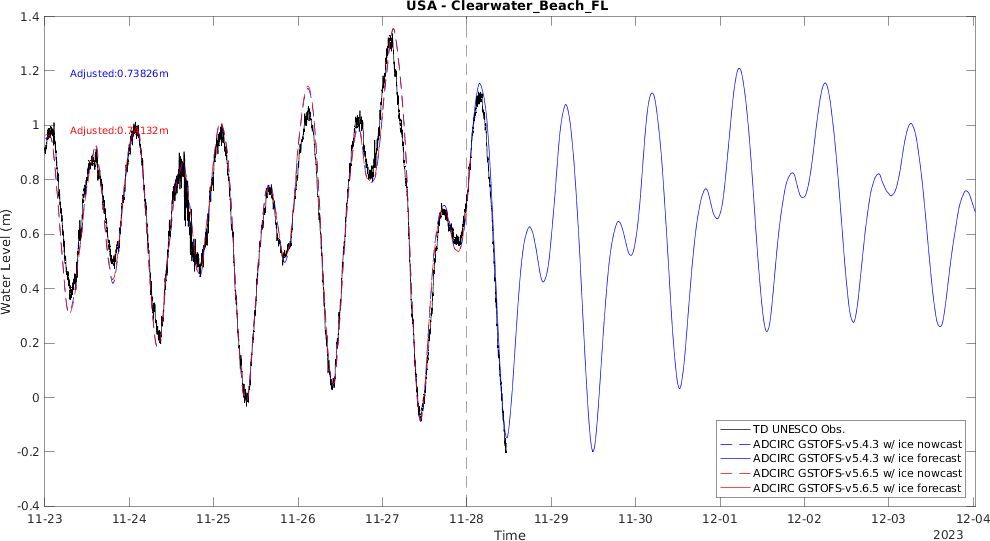 USA - Clearwater_Beach_FL
1.4
1.2
1
0.8
0.6
0.4
0.2
0
-0.2
-0.4
Water Level (m)
Adjusted:0.73826m
TD UNESCO Obs.
ADCIRC GSTOFS-v5.4.3 w/ ice nowcast
ADCIRC GSTOFS-v5.4.3 w/ ice forecast
ADCIRC GSTOFS-v5.6.5 w/ ice nowcast
ADCIRC GSTOFS-v5.6.5 w/ ice forecast
11-23 11-24 11-25 11-26 11-27 11-28 11-29 11-30 12-01 12-02 12-03 12-04
Time
2023